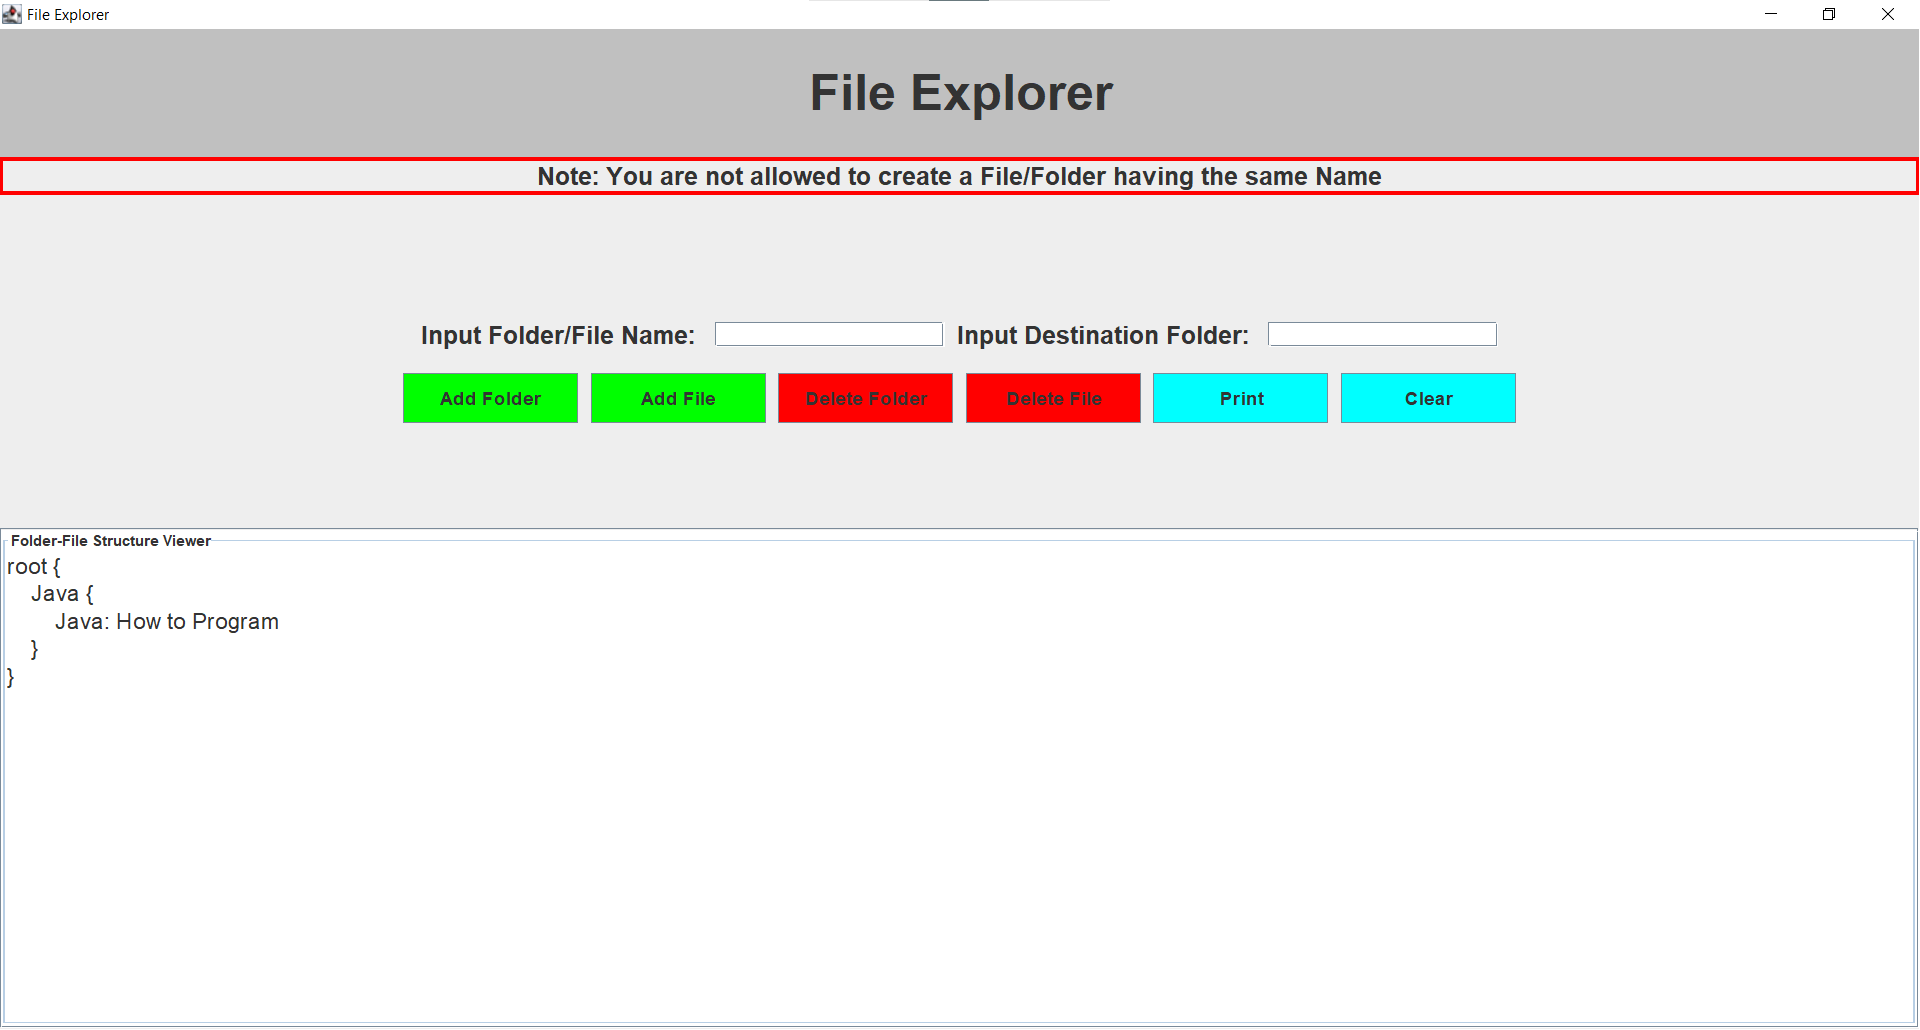 File Explorer
File Explorer
Note: You are not allowed to create a File/Folder having the same Name
Input Folder/File Name: Input Destination Folder:
Add Folder Add File Delete Folder Delete File Print Clear
Folder-File Structure Viewer
root {
    Java {
        Java: How to Program
    }
}